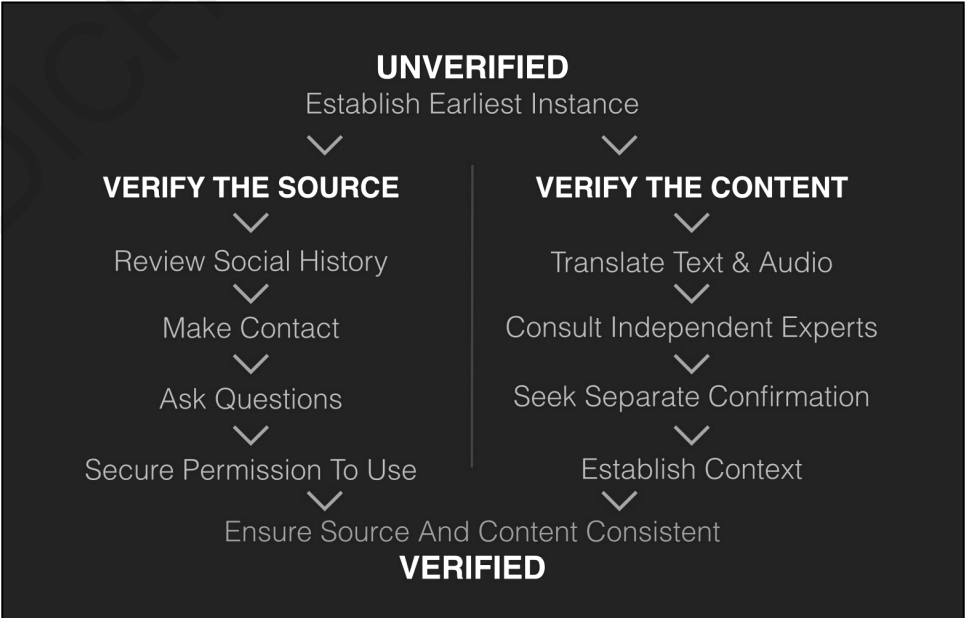 UNVERIFIED
Establish Earliest Instance
VERIFY THE SOURCE
Review Social History
Make Contact
Ask Questions
Secure Permission To Use
VERIFY THE CONTENT
Translate Text & Audio
Consult Independent Experts
Seek Separate Confirmation
Establish Context
Ensure Source And Content Consistent
VERIFIED